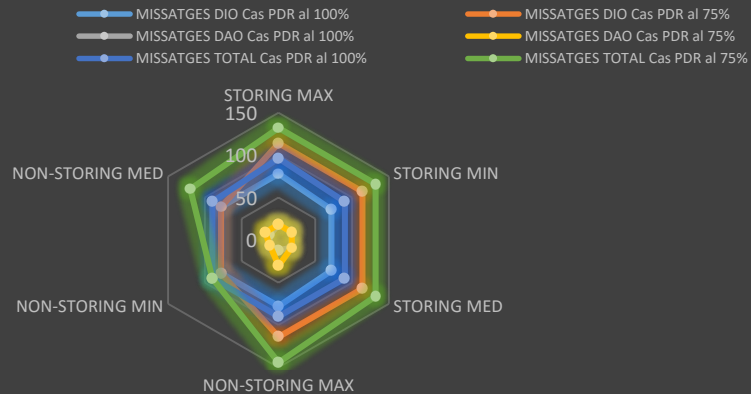 MISSATGES DIO Cas PDR al 100%
MISSATGES DIO Cas PDR al 75%
MISSATGES DAO Cas PDR al 100%
MISSATGES DAO Cas PDR al 75%
MISSATGES TOTAL Cas PDR al 100%
MISSATGES TOTAL Cas PDR al 75%
STORING MAX
150
100
50
0
NON-STORING MED
STORING MIN
NON-STORING MIN
STORING MED
NON-STORING MAX